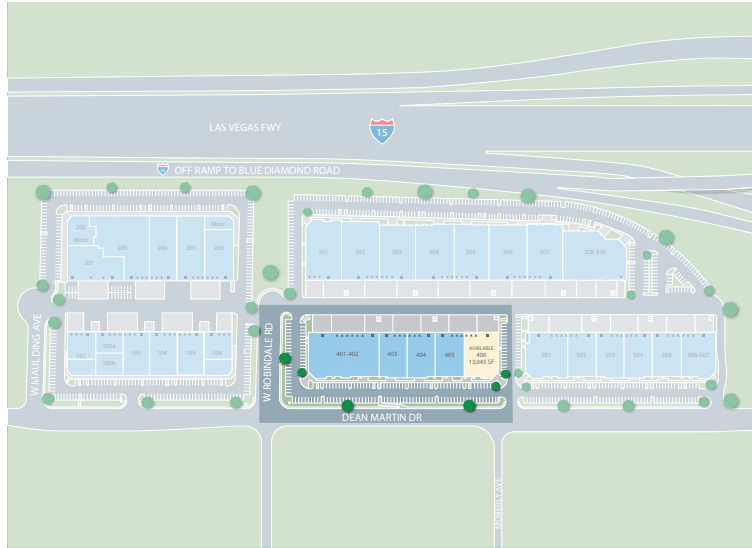 LAS VEGAS FWY
15
OFF RAMP TO BLUE DIAMOND ROAD
202
Mezz
201
203
204
205
Mezz
206
301
302
303
304
305
306
307
308-310
W MAULDING AVE
101
102a
102b
103
104
105
106
W ROBINDALE RD
401-402
403
404
405
AVAILABLE
406
13,045 SF
501
502
503
504
505
506-507
DEAN MARTIN DR
MOBERLY AVE